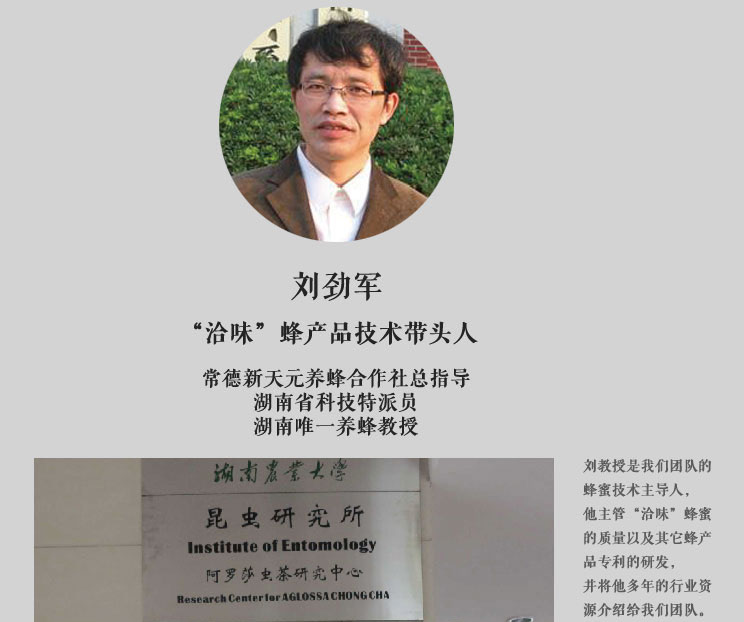 刘劲军
“洽味”蜂产品技术带头人
常德新天元养蜂合作社总指导
湖南省科技特派员
湖南唯一养蜂教授
湖南农业大学
昆虫研究所
Institute of Entomology
阿罗莎虫茶研究中心
Research Center for AGLOSSA CHONG CHA
刘教授是我们团队的
蜂蜜技术主导人，
他主管“洽味”蜂蜜
的质量以及其它蜂产
品专利的研发，
并将他多年的行业资
源介绍给我们团队。